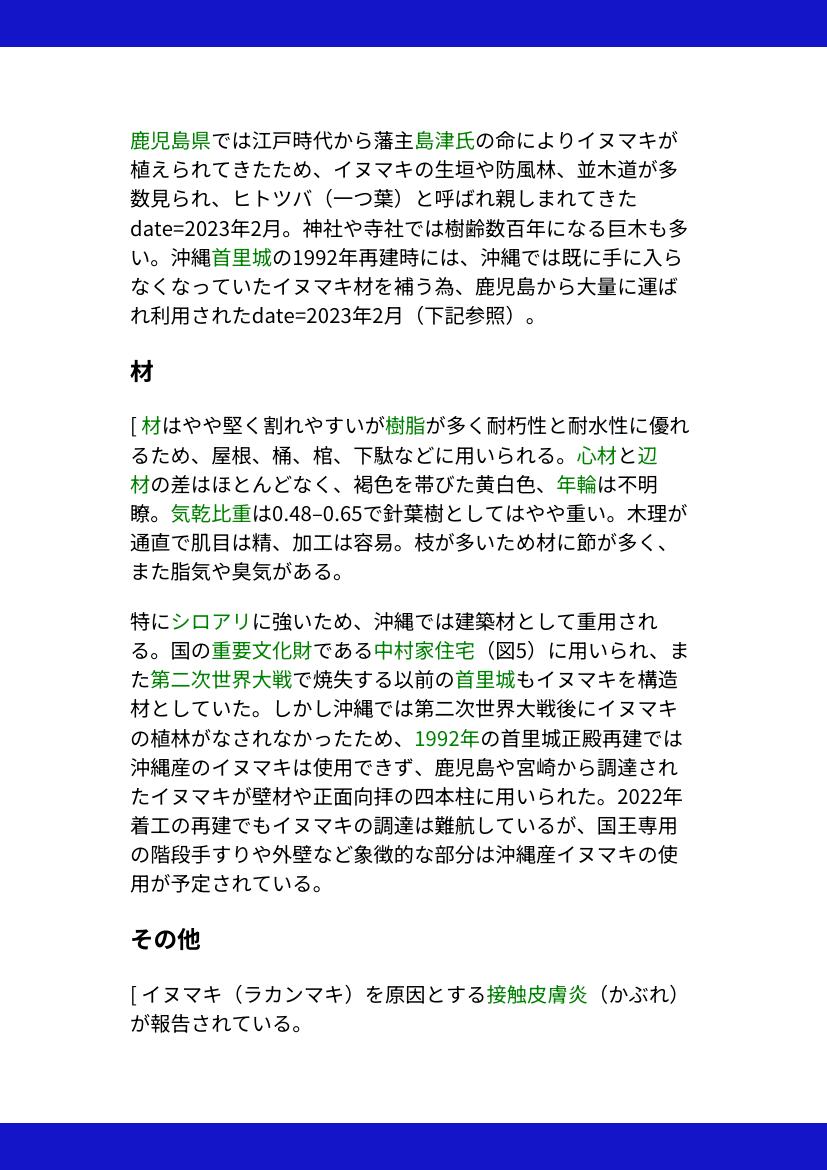 鹿児島県では江戸時代から藩主島津氏の命によりイヌマキが
植えられてきたため、イヌマキの生垣や防風林、並木道が多
数見られ、ヒトツバ（一つ葉）と呼ばれ親しまれてきた
date=2023年2月。神社や寺社では樹齢数百年になる巨木も多
い。沖縄首里城の1992年再建時には、沖縄では既に手に入ら
なくなっていたイヌマキ材を補う為、鹿児島から大量に運ば
れ利用されたdate=2023年2月（下記参照）。
材
[ 材はやや堅く割れやすいが樹脂が多く耐朽性と耐水性に優れ
るため、屋根、桶、棺、下駄などに用いられる。心材と辺
材の差はほとんどなく、褐色を帯びた黄白色、年輪は不明
瞭。気乾比重は0.48–0.65で針葉樹としてはやや重い。木理が
通直で肌目は精、加工は容易。枝が多いため材に節が多く、
また脂気や臭気がある。
特にシロアリに強いため、沖縄では建築材として重用され
る。国の重要文化財である中村家住宅（図5）に用いられ、ま
た第二次世界大戦で焼失する以前の首里城もイヌマキを構造
材としていた。しかし沖縄では第二次世界大戦後にイヌマキ
の植林がなされなかったため、1992年の首里城正殿再建では
沖縄産のイヌマキは使用できず、鹿児島や宮崎から調達され
たイヌマキが壁材や正面向拝の四本柱に用いられた。2022年
着工の再建でもイヌマキの調達は難航しているが、国王専用
の階段手すりや外壁など象徴的な部分は沖縄産イヌマキの使
用が予定されている。
その他
[ イヌマキ（ラカンマキ）を原因とする接触皮膚炎（かぶれ）
が報告されている。